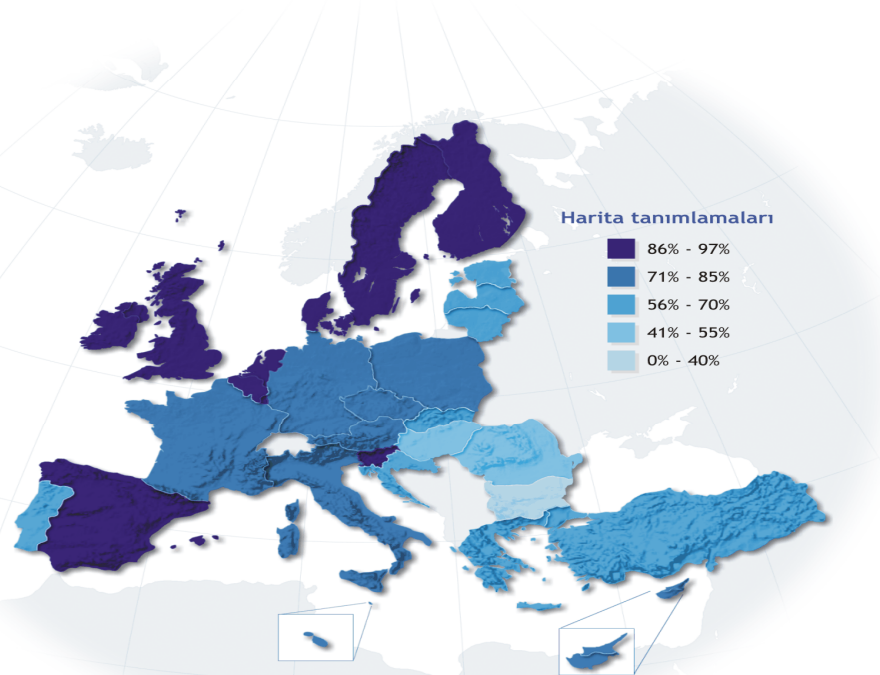 Harita tanımlamaları
86% - 97%
71% - 85%
56% - 70%
41% - 55%
0% - 40%